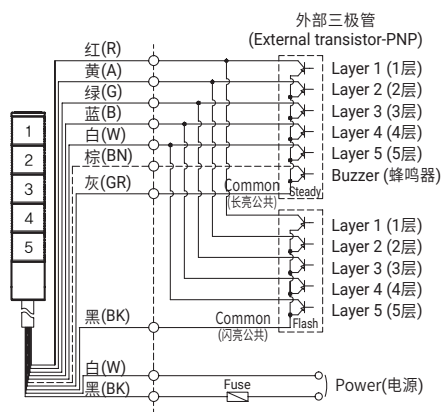 外部三极管
(External transistor-PNP)
红(R)
黄(A)
绿(G)
蓝(B)
白(W)
棕(BN)
灰(GR)
Layer 1 (1层)
Layer 2 (2层)
Layer 3 (3层)
Layer 4 (4层)
Layer 5 (5层)
Buzzer (蜂鸣器)
Common
(长亮公共)
Steady
1
2
3
4
5
Layer 1 (1层)
Layer 2 (2层)
Layer 3 (3层)
Layer 4 (4层)
Layer 5 (5层)
黑(BK)
Common
(闪亮公共)
Flash
白(W)
黑(BK)
Fuse
Power(电源)